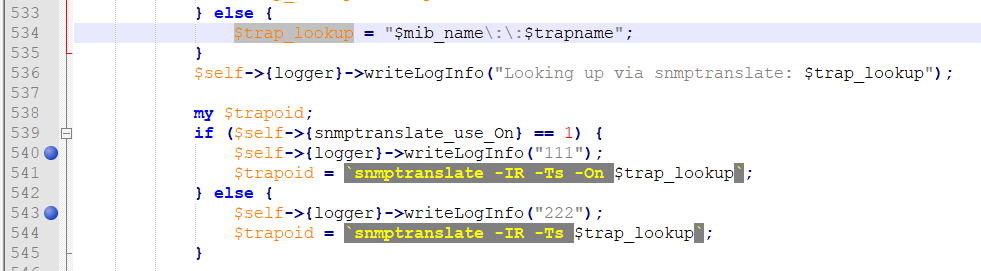 533 } else {
534 $trap_lookup = "$mib_name\:\:$trapname";
535 }
536 $self->{logger}->writeLogInfo("Looking up via snmptranslate: $trap_lookup");
537
538 my $trapoid;
539 if ($self->{snmptranslate_use_On} == 1) {
540 $self->{logger}->writeLogInfo("111");
541 $trapoid = `snmptranslate -IR -Ts -On $trap_lookup`;
542 } else {
543 $self->{logger}->writeLogInfo("222");
544 $trapoid = `snmptranslate -IR -Ts $trap_lookup`;
545 }